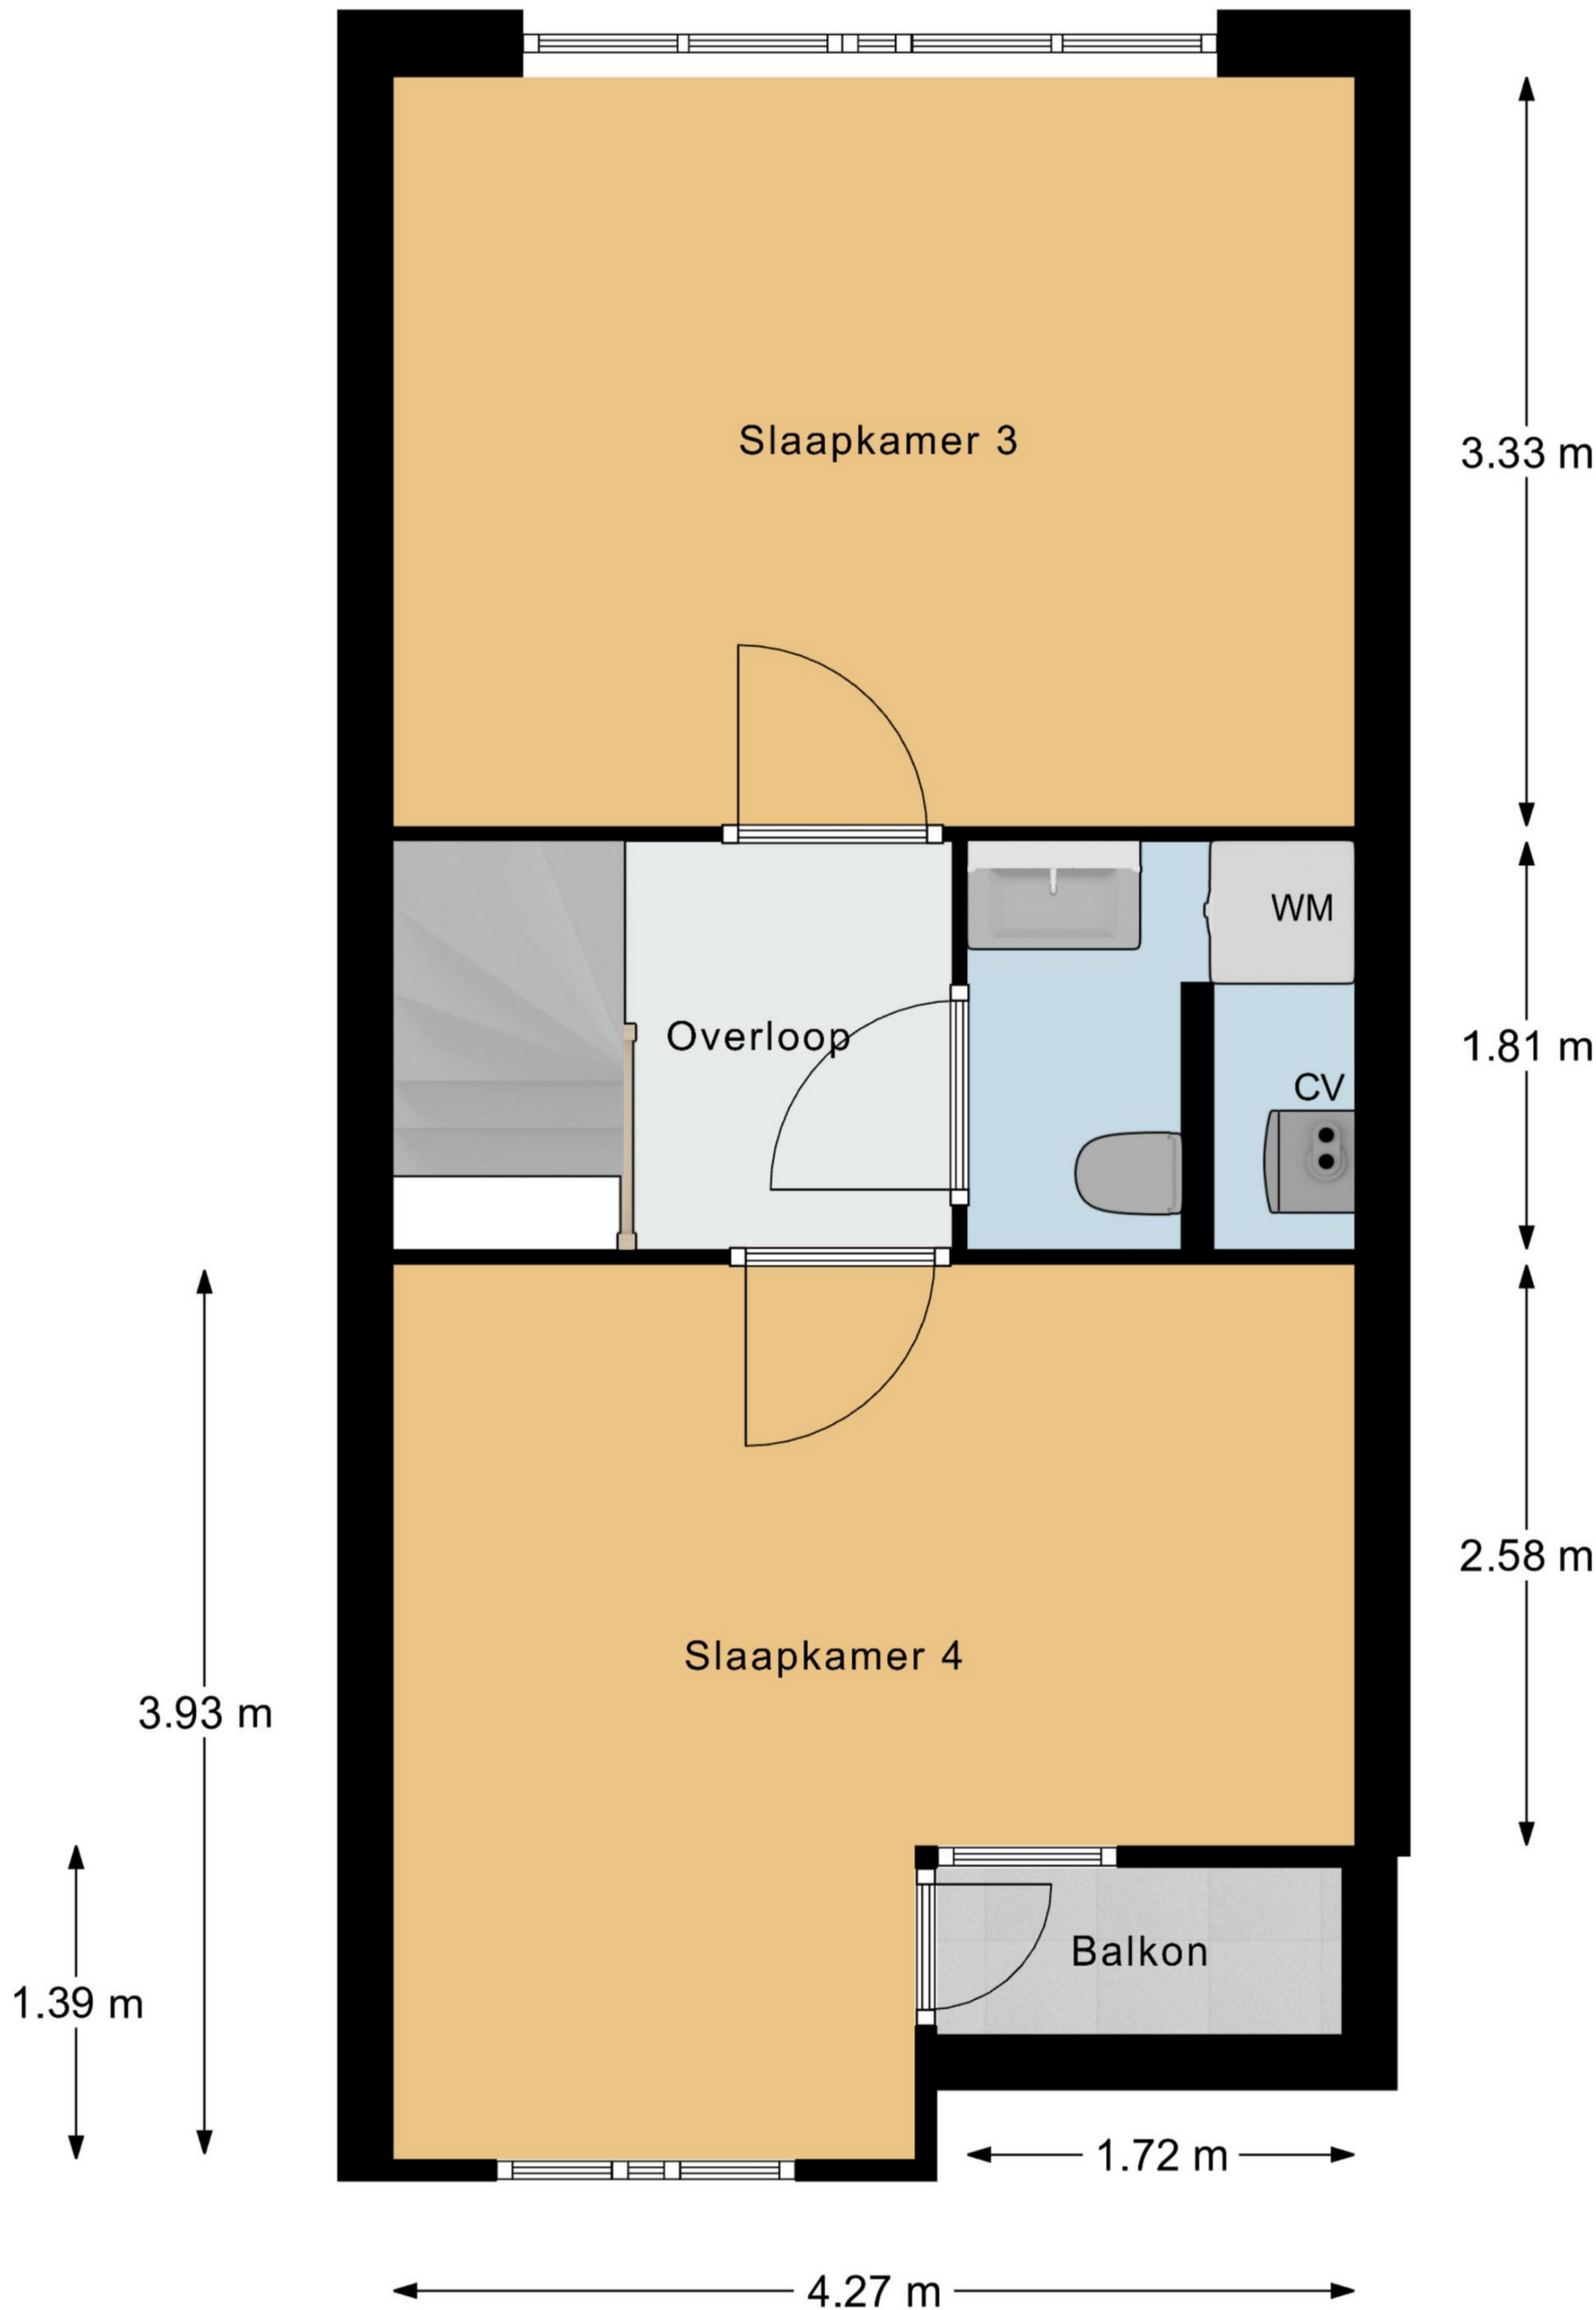 Slaapkamer 3
3.33 m
WM
Overloop
1.81 m
CV
2.58 m
Slaapkamer 4
3.93 m
Balkon
1.39 m
1.72 m
4.27 m